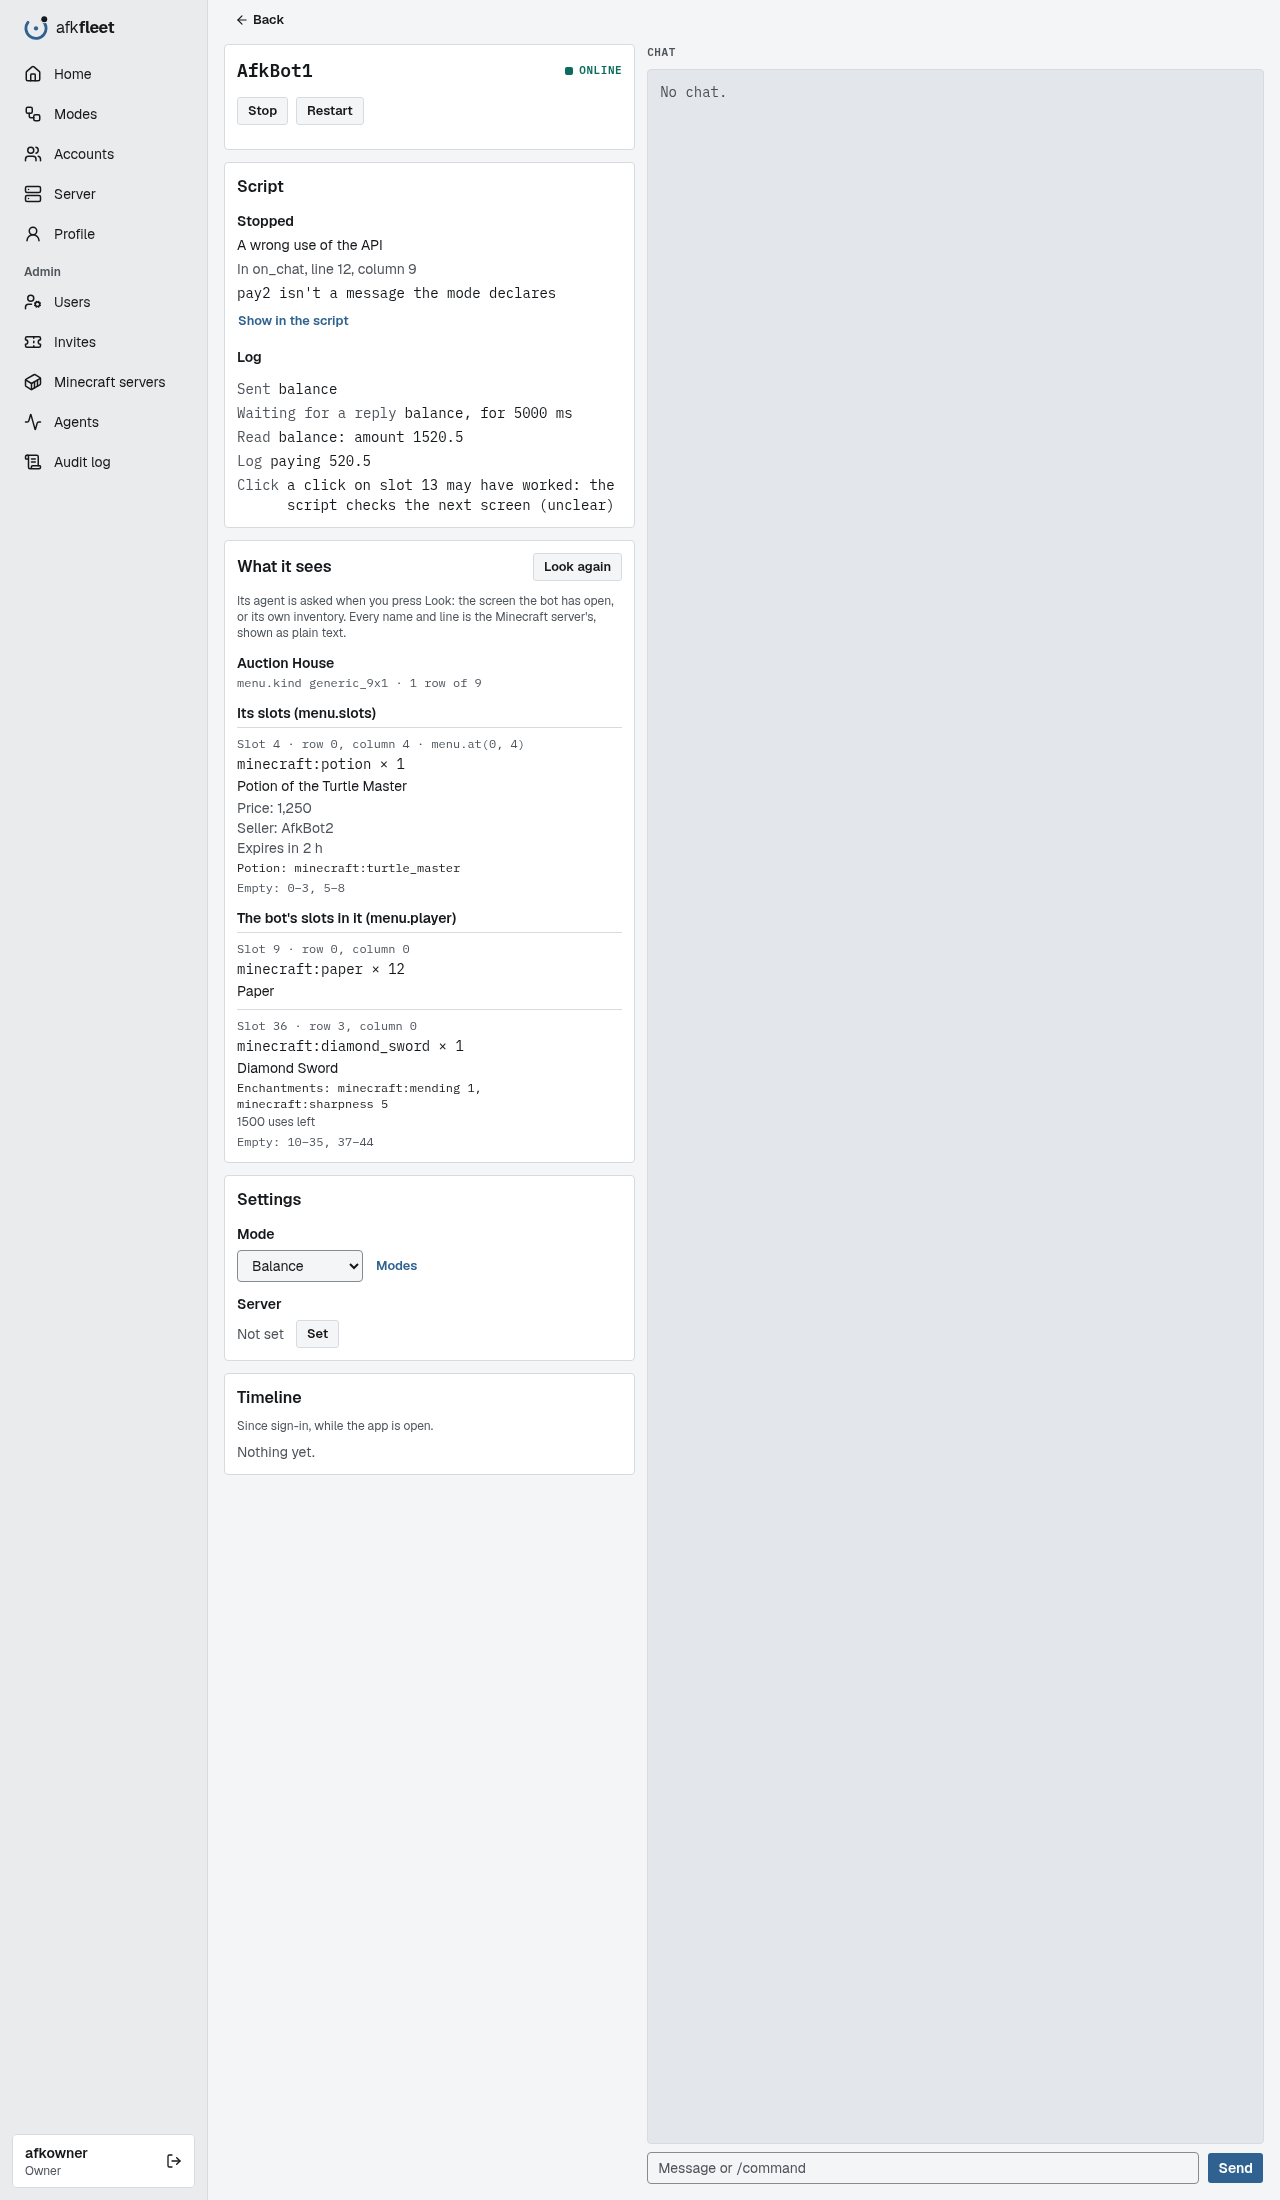 afkfleet
Home
Modes
Accounts
Server
Profile
Admin
Users
Invites
Minecraft servers
Agents
Audit log
afkowner
Owner
Back
AfkBot1
ONLINE
Stop
Restart
Script
Stopped
A wrong use of the API
In on_chat, line 12, column 9
pay2 isn't a message the mode declares
Show in the script
Log
Sent balance
Waiting for a reply balance, for 5000 ms
Read balance: amount 1520.5
Log paying 520.5
Click a click on slot 13 may have worked: the
script checks the next screen (unclear)
What it sees
Look again
Its agent is asked when you press Look: the screen the bot has open,
or its own inventory. Every name and line is the Minecraft server's,
shown as plain text.
Auction House
menu.kind generic_9x1 · 1 row of 9
Its slots (menu.slots)
Slot 4 · row 0, column 4 · menu.at(0, 4)
minecraft:potion × 1
Potion of the Turtle Master
Price: 1,250
Seller: AfkBot2
Expires in 2 h
Potion: minecraft:turtle_master
Empty: 0–3, 5–8
The bot's slots in it (menu.player)
Slot 9 · row 0, column 0
minecraft:paper × 12
Paper
Slot 36 · row 3, column 0
minecraft:diamond_sword × 1
Diamond Sword
Enchantments: minecraft:mending 1,
minecraft:sharpness 5
1500 uses left
Empty: 10–35, 37–44
Settings
Mode
Balance
Modes
Server
Not set
Set
Timeline
Since sign-in, while the app is open.
Nothing yet.
CHAT
No chat.
Message or /command
Send